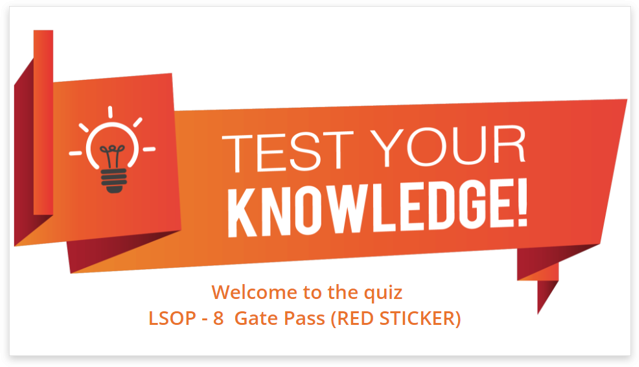 TEST YOUR
KNOWLEDGE!
Welcome to the quiz
LSOP - 8 Gate Pass (RED STICKER)